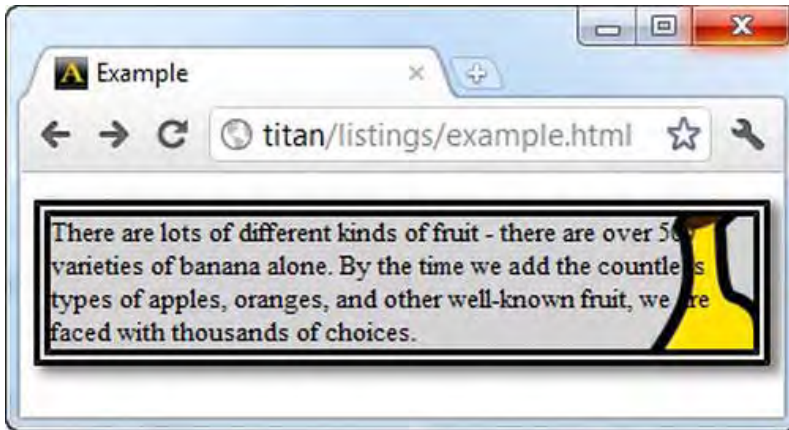 A Example
titan/listings/example.html
There are lots of different kinds of fruit - there are over
varieties of banana alone. By the time we add the countless
types of apples, oranges, and other well-known fruit, we are
faced with thousands of choices.